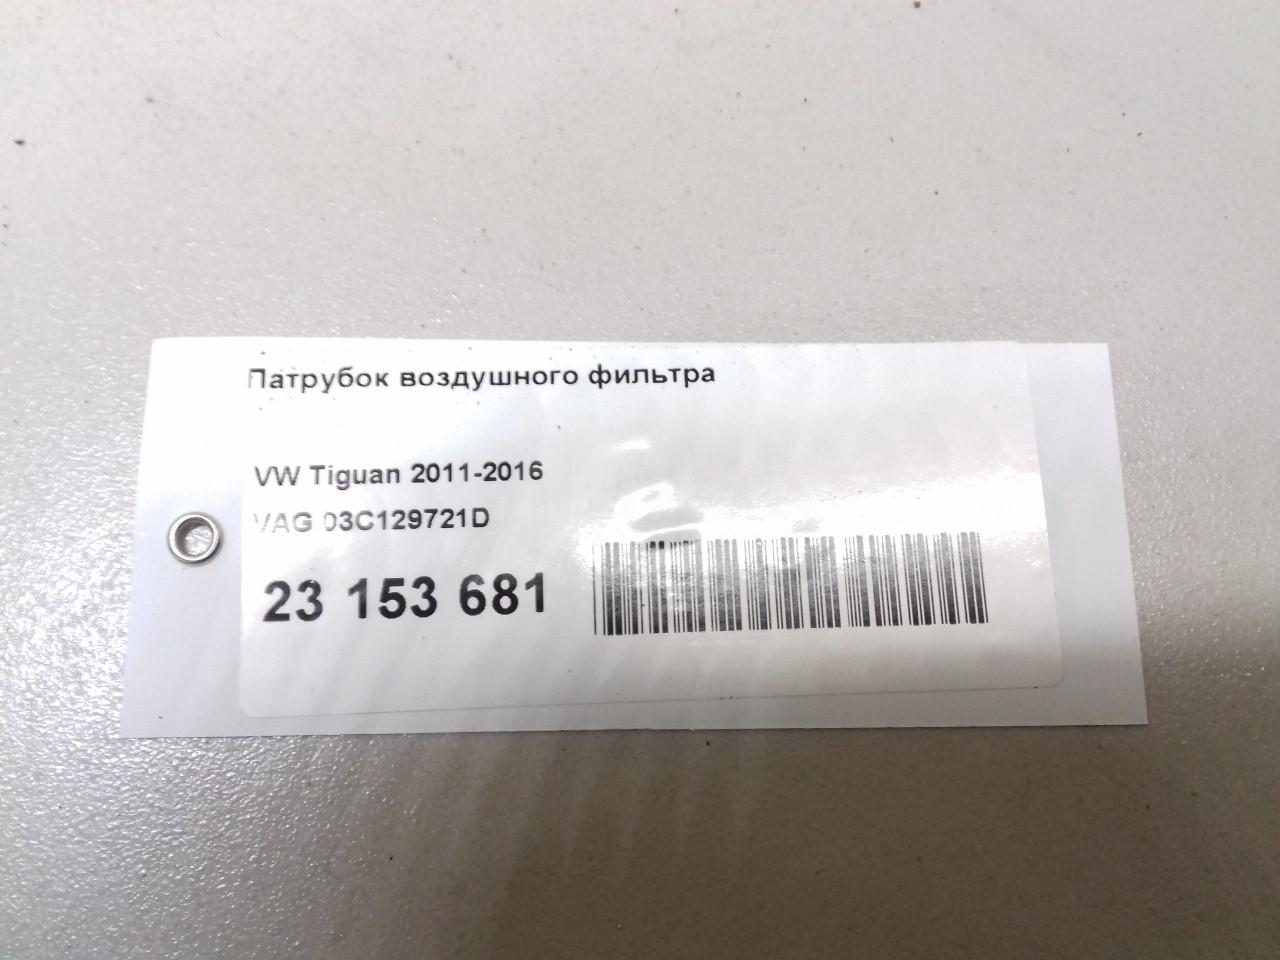 Патрубок воздушного фильтра
VW Tiguan 2011-2016
VAG 03C129721D
23 153 681